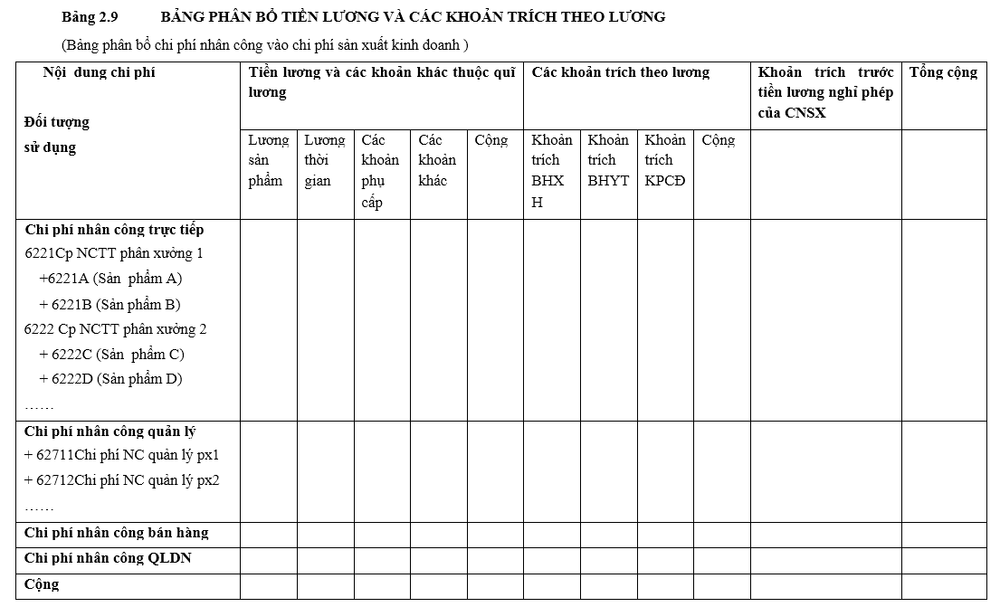 Bảng 2.9 BẢNG PHÂN BỔ TIỀN LƯƠNG VÀ CÁC KHOẢN TRÍCH THEO LƯƠNG
(Bảng phân bổ chi phí nhân công vào chi phí sản xuất kinh doanh )
Nội dung chi phí
Đối tượng
sử dụng
Tiền lương và các khoản khác thuộc quĩ
lương
Các khoản trích theo lương
Khoản trích trước
tiền lương nghỉ phép
của CNSX
Tổng cộng
Lương
sản
phẩm
Lương
thời
gian
Các
khoản
phụ
cấp
Các
khoản
khác
Cộng
Khoản
trích
BHX
H
Khoản
trích
BHYT
Khoản
trích
KPCĐ
Cộng
Chi phí nhân công trực tiếp
6221Cp NCTT phân xưởng 1
+6221A (Sản phẩm A)
+ 6221B (Sản phẩm B)
6222 Cp NCTT phân xưởng 2
+ 6222C (Sản phẩm C)
+ 6222D (Sản phẩm D)
……
Chi phí nhân công quản lý
+ 62711Chi phí NC quản lý px1
+ 62712Chi phí NC quản lý px2
……
Chi phí nhân công bán hàng
Chi phí nhân công QLDN
Cộng